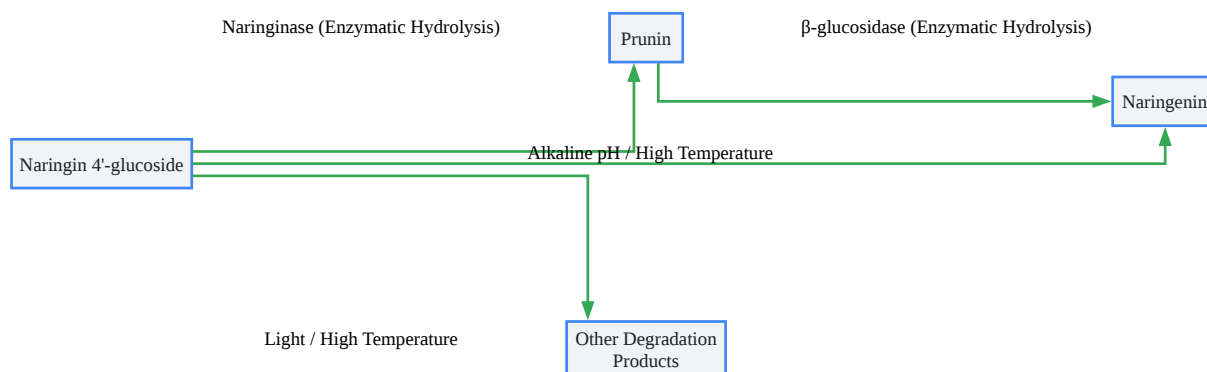 Naringinase (Enzymatic Hydrolysis)
Prunin
β-glucosidase (Enzymatic Hydrolysis)
Naringenin
Naringin 4'-glucoside
Alkaline pH / High Temperature
Light / High Temperature
Other Degradation
Products